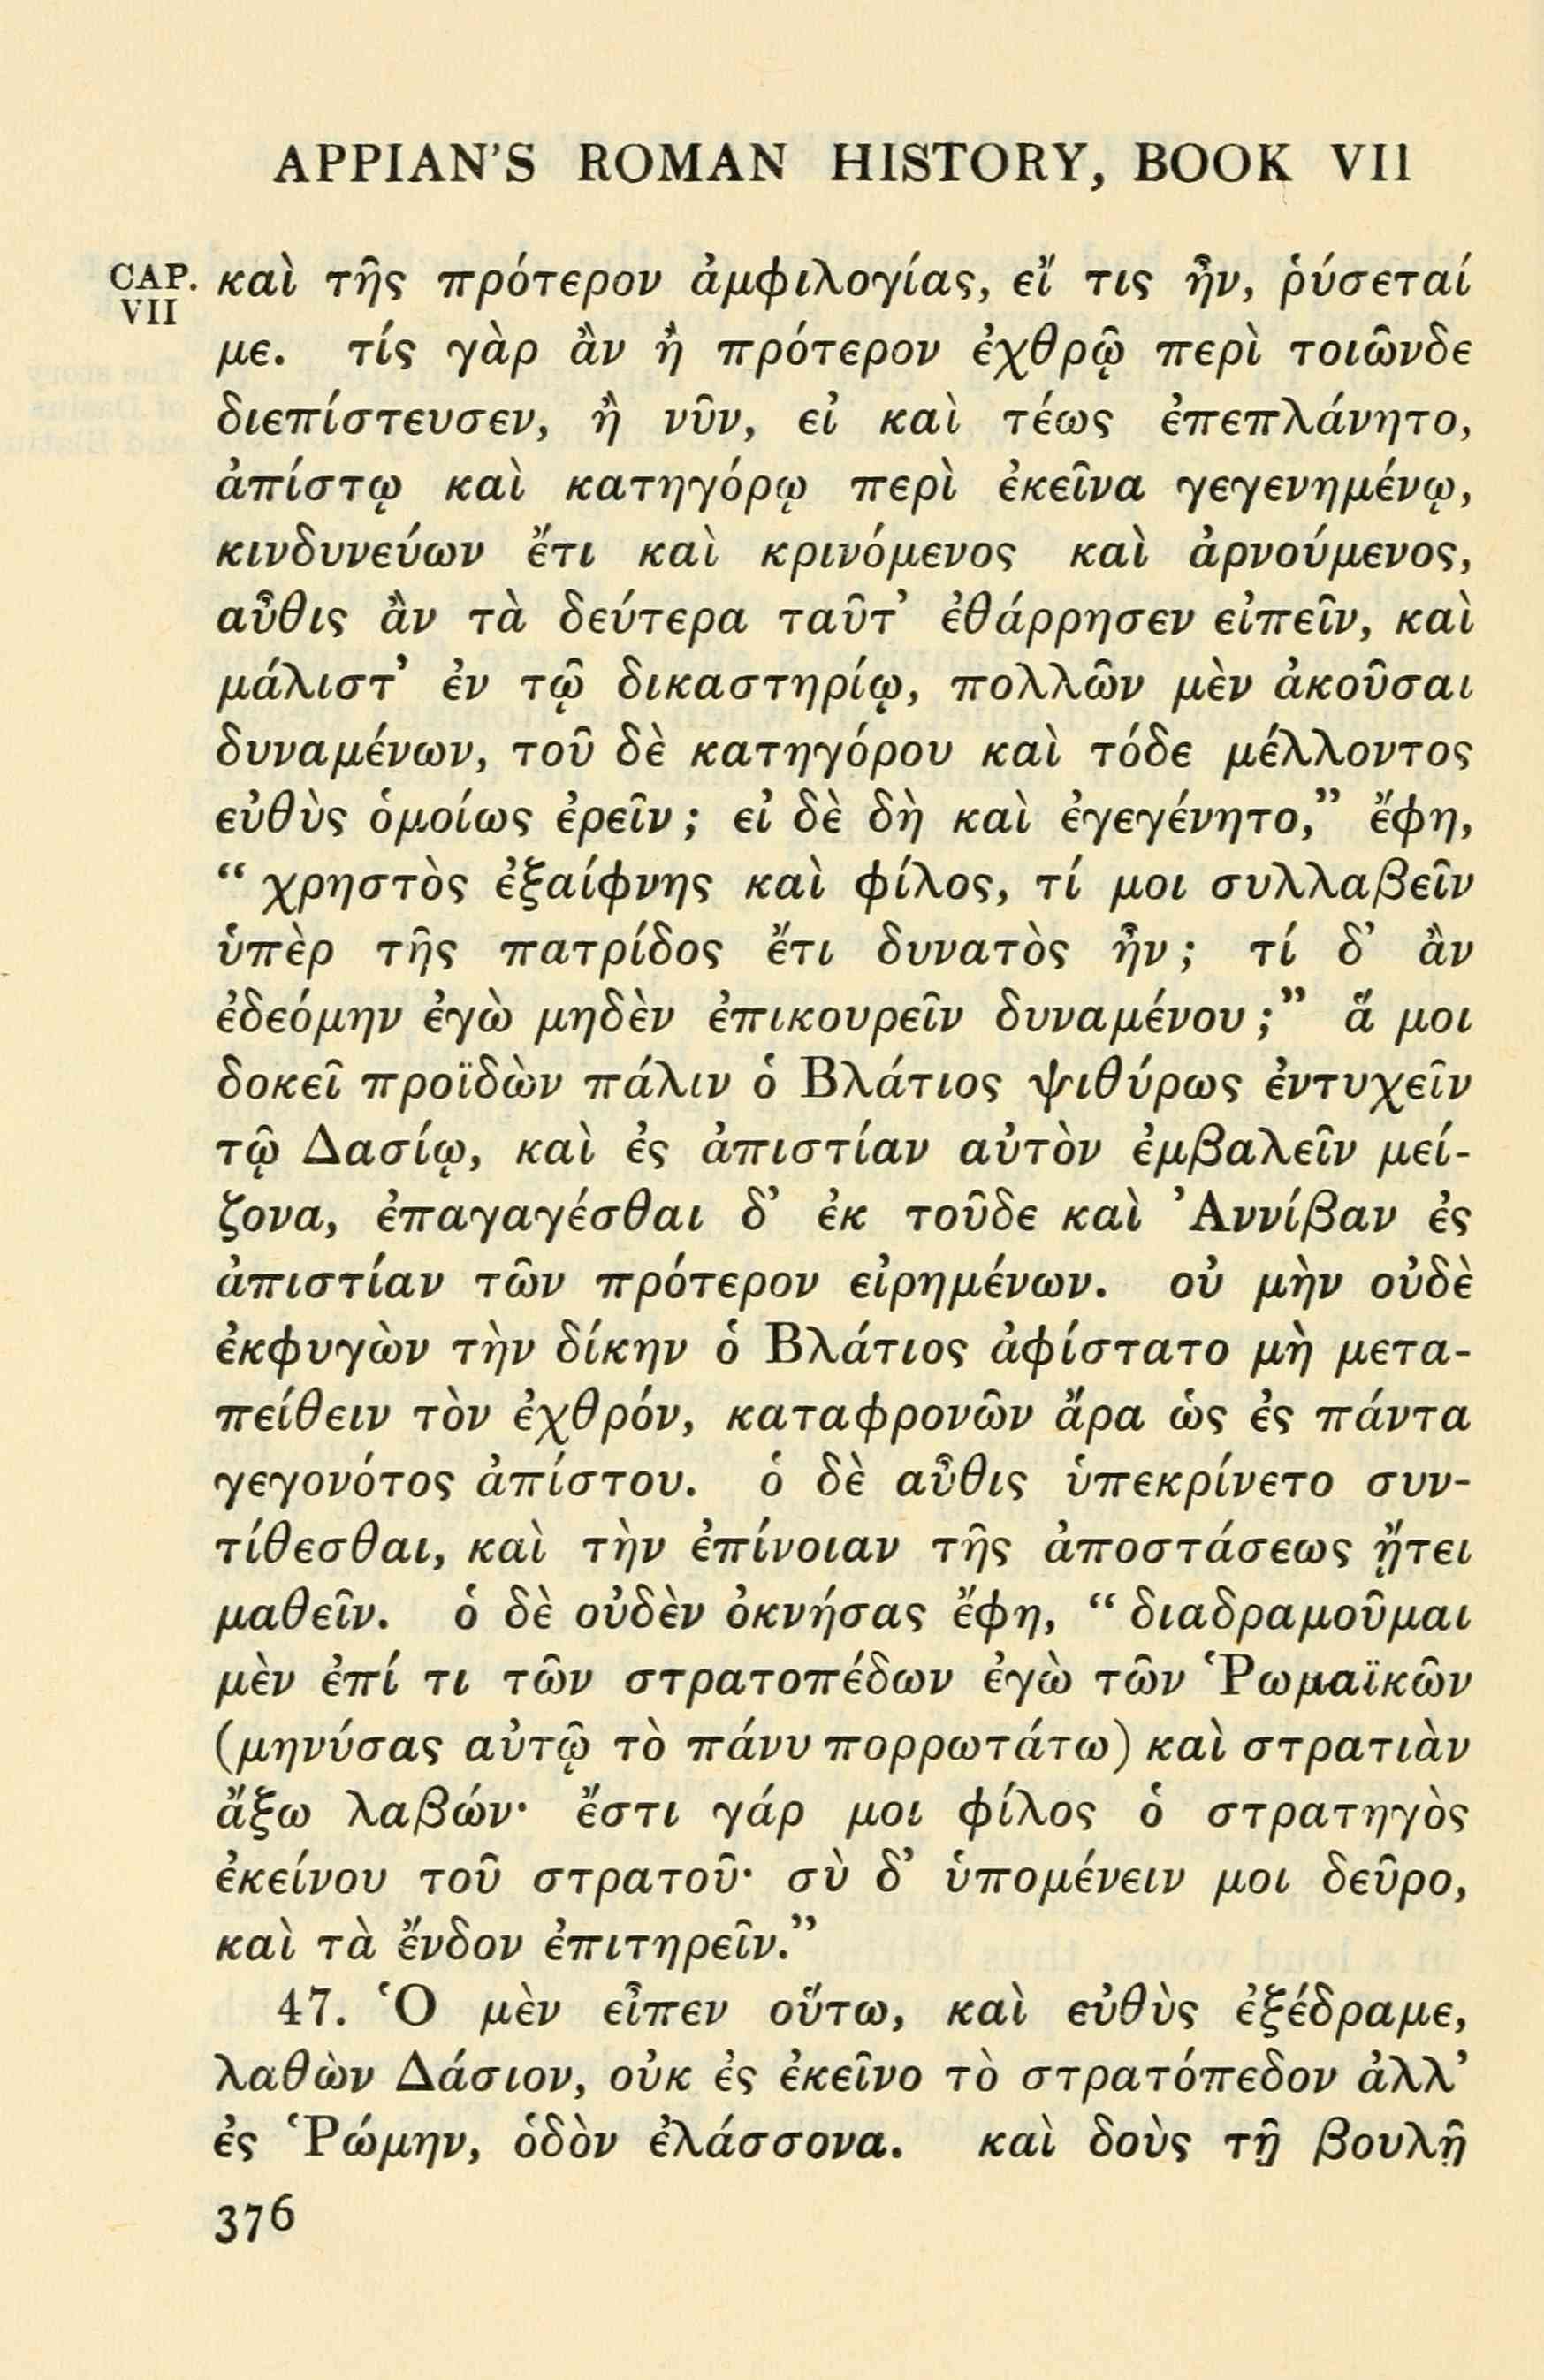 APPIAN'S ROMAN HISTORY, BOOK VII
CAP. VII
καὶ τῆς πρότερον ἀμφιλογίας, εἴ τις ἦν, ῥύσεταί
με. τίς γὰρ ἂν ἢ πρότερον ἐχθρῷ περὶ τοιῶνδε
διεπίστευσεν, ἢ νῦν, εἰ καὶ τέως ἐπεπλάνητο,
ἀπίστῳ καὶ κατηγόρῳ περὶ ἐκεῖνα γεγενημένῳ,
κινδυνεύων ἔτι καὶ κρινόμενος καὶ ἀρνούμενος,
αὖθις ἂν τὰ δεύτερα ταῦτ' ἐθάρρησεν εἰπεῖν, καὶ
μάλιστ' ἐν τῷ δικαστηρίῳ, πολλῶν μὲν ἀκοῦσαι
δυναμένων, τοῦ δὲ κατηγόρου καὶ τόδε μέλλοντος
εὐθὺς ὁμοίως ἐρεῖν; εἰ δὲ δὴ καὶ ἐγεγένητο,” ἔφη,
“ χρηστὸς ἐξαίφνης καὶ φίλος, τί μοι συλλαβεῖν
ὑπὲρ τῆς πατρίδος ἔτι δυνατὸς ἦν; τί δ' ἂν
ἐδεόμην ἐγὼ μηδὲν ἐπικουρεῖν δυναμένου;” ἅ μοι
δοκεῖ προϊδὼν πάλιν ὁ Βλάτιος ψιθύρως ἐντυχεῖν
τῷ Δασίῳ, καὶ ἐς ἀπιστίαν αὐτὸν ἐμβαλεῖν μεί-
ζονα, ἐπαγαγέσθαι δ' ἐκ τοῦδε καὶ Ἀννίβαν ἐς
ἀπιστίαν τῶν πρότερον εἰρημένων. οὐ μὴν οὐδὲ
ἐκφυγὼν τὴν δίκην ὁ Βλάτιος ἀφίστατο μὴ μετα-
πείθειν τὸν ἐχθρόν, καταφρονῶν ἄρα ὡς ἐς πάντα
γεγονότος ἀπίστου. ὁ δὲ αὖθις ὑπεκρίνετο συν-
τίθεσθαι, καὶ τὴν ἐπίνοιαν τῆς ἀποστάσεως ᾔτει
μαθεῖν. ὁ δὲ οὐδὲν ὀκνήσας ἔφη, “ διαδραμοῦμαι
μὲν ἐπί τι τῶν στρατοπέδων ἐγὼ τῶν Ῥωμαϊκῶν
(μηνύσας αὐτῷ τὸ πάνυ πορρωτάτω) καὶ στρατιὰν
ἄξω λαβών· ἔστι γάρ μοι φίλος ὁ στρατηγὸς
ἐκείνου τοῦ στρατοῦ· σὺ δ' ὑπομένειν μοι δεῦρο,
καὶ τὰ ἔνδον ἐπιτηρεῖν.”
47. Ὁ μὲν εἶπεν οὕτω, καὶ εὐθὺς ἐξέδραμε,
λαθὼν Δάσιον, οὐκ ἐς ἐκεῖνο τὸ στρατόπεδον ἀλλ'
ἐς Ῥώμην, ὁδὸν ἐλάσσονα. καὶ δοὺς τῇ βουλῇ
376